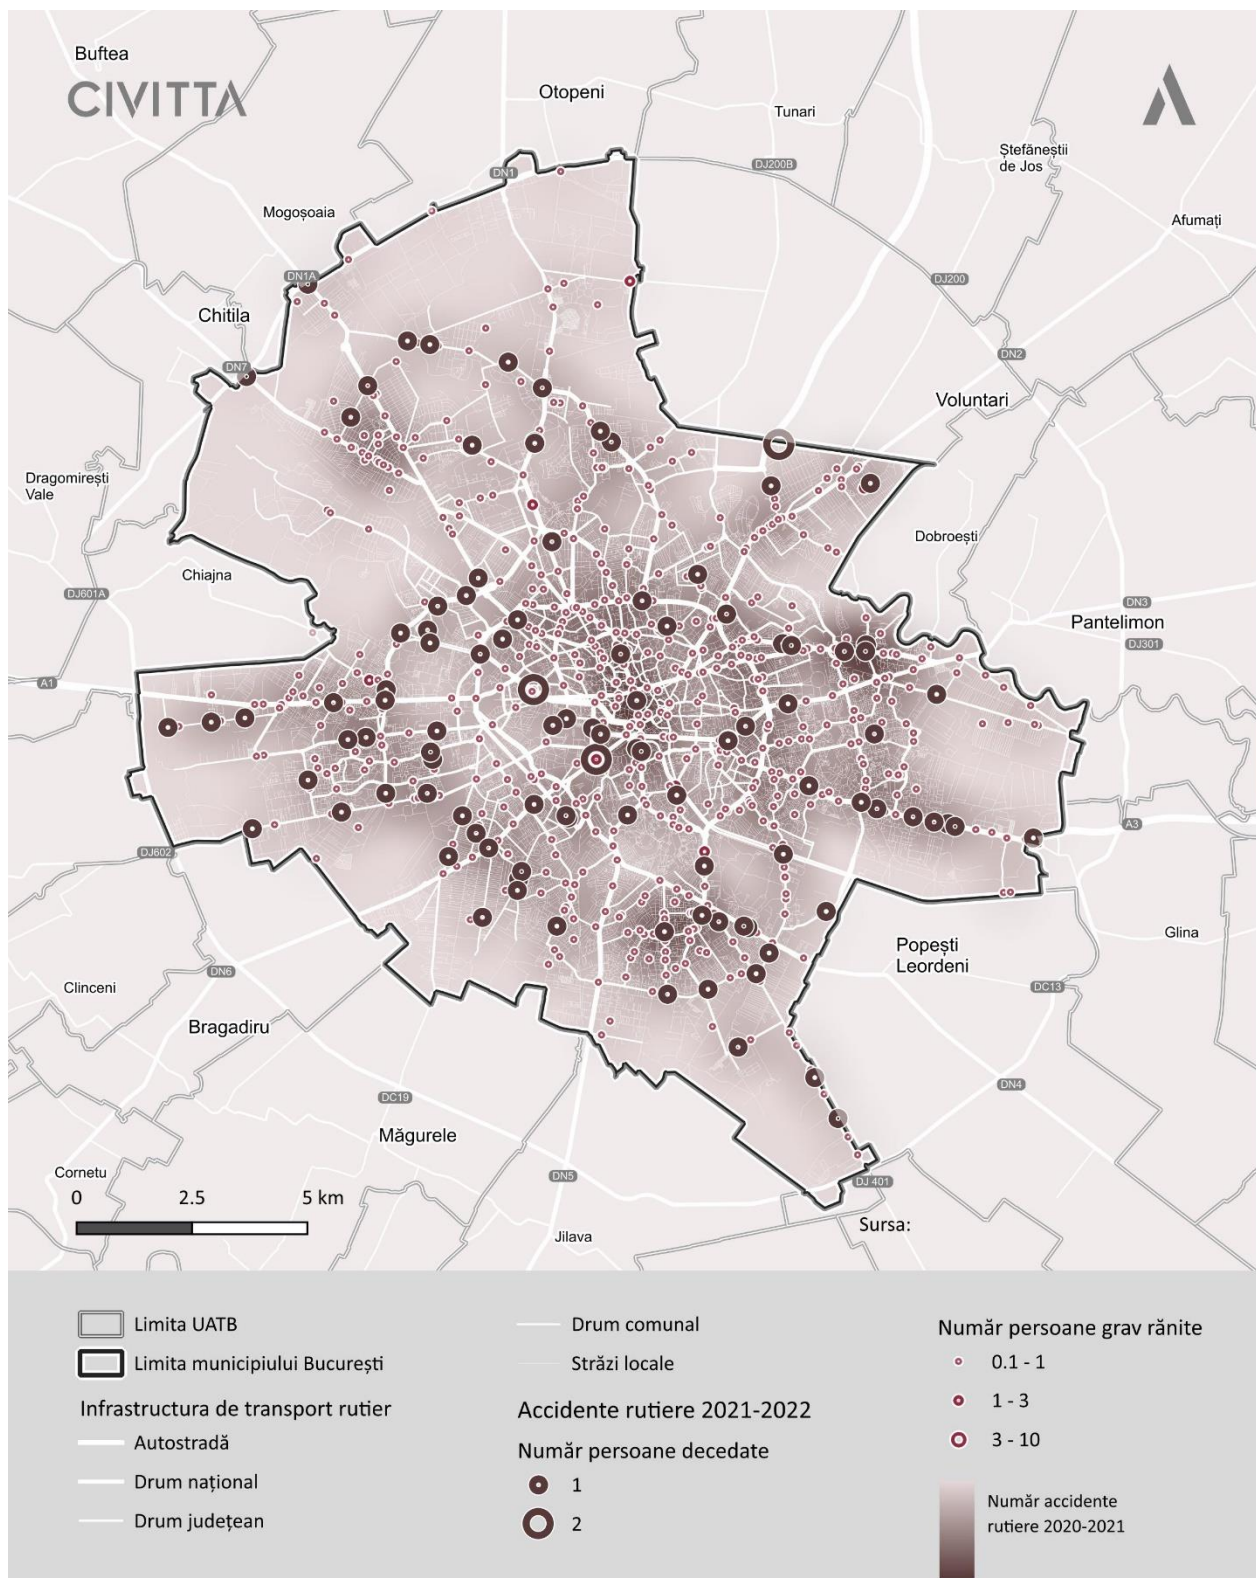 Buftea
CIVITTA
Otopeni
Tunari
Ștefăneștii
de Jos
DJ200B
DN1
Mogoșoaia
Afumați
DN1A
DJ200
Chitila
DN2
DN7
Voluntari
Dragomirești
Vale
Dobroești
Chiajna
DJ601A
DN3
Pantelimon
DJ301
A1
A3
DJ602
Glina
Popești
Leordeni
DN6
Clinceni
DC13
Bragadiru
DN4
DC19
Măgurele
Cornetu
DN5
DJ 401
0 2.5 5 km
Sursa:
Jilava
Limita UATB
Limita municipiului București
Infrastructura de transport rutier
Autostradă
Drum național
Drum județean
Drum comunal
Străzi locale
Accidente rutiere 2021-2022
Număr persoane decedate
1
2
Număr persoane grav rănite
0.1 - 1
1 - 3
3 - 10
Număr accidente
rutiere 2020-2021